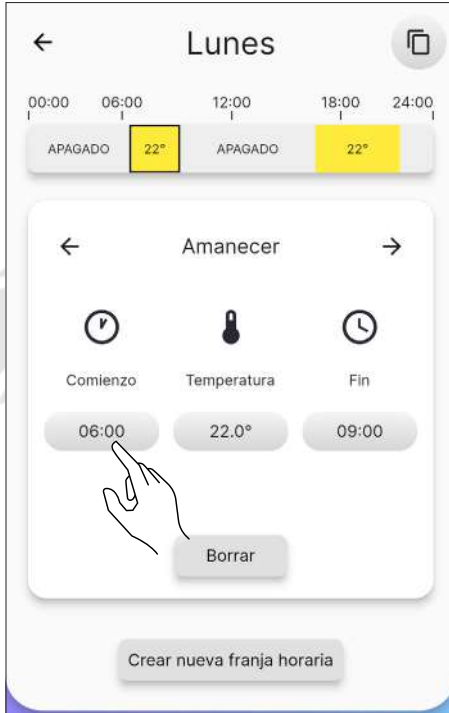 Lunes
00:00 06:00 12:00 18:00 24:00
APAGADO 22° APAGADO 22°
Amanecer
Comienzo Temperatura Fin
06:00 22.0° 09:00
Borrar
Crear nueva franja horaria